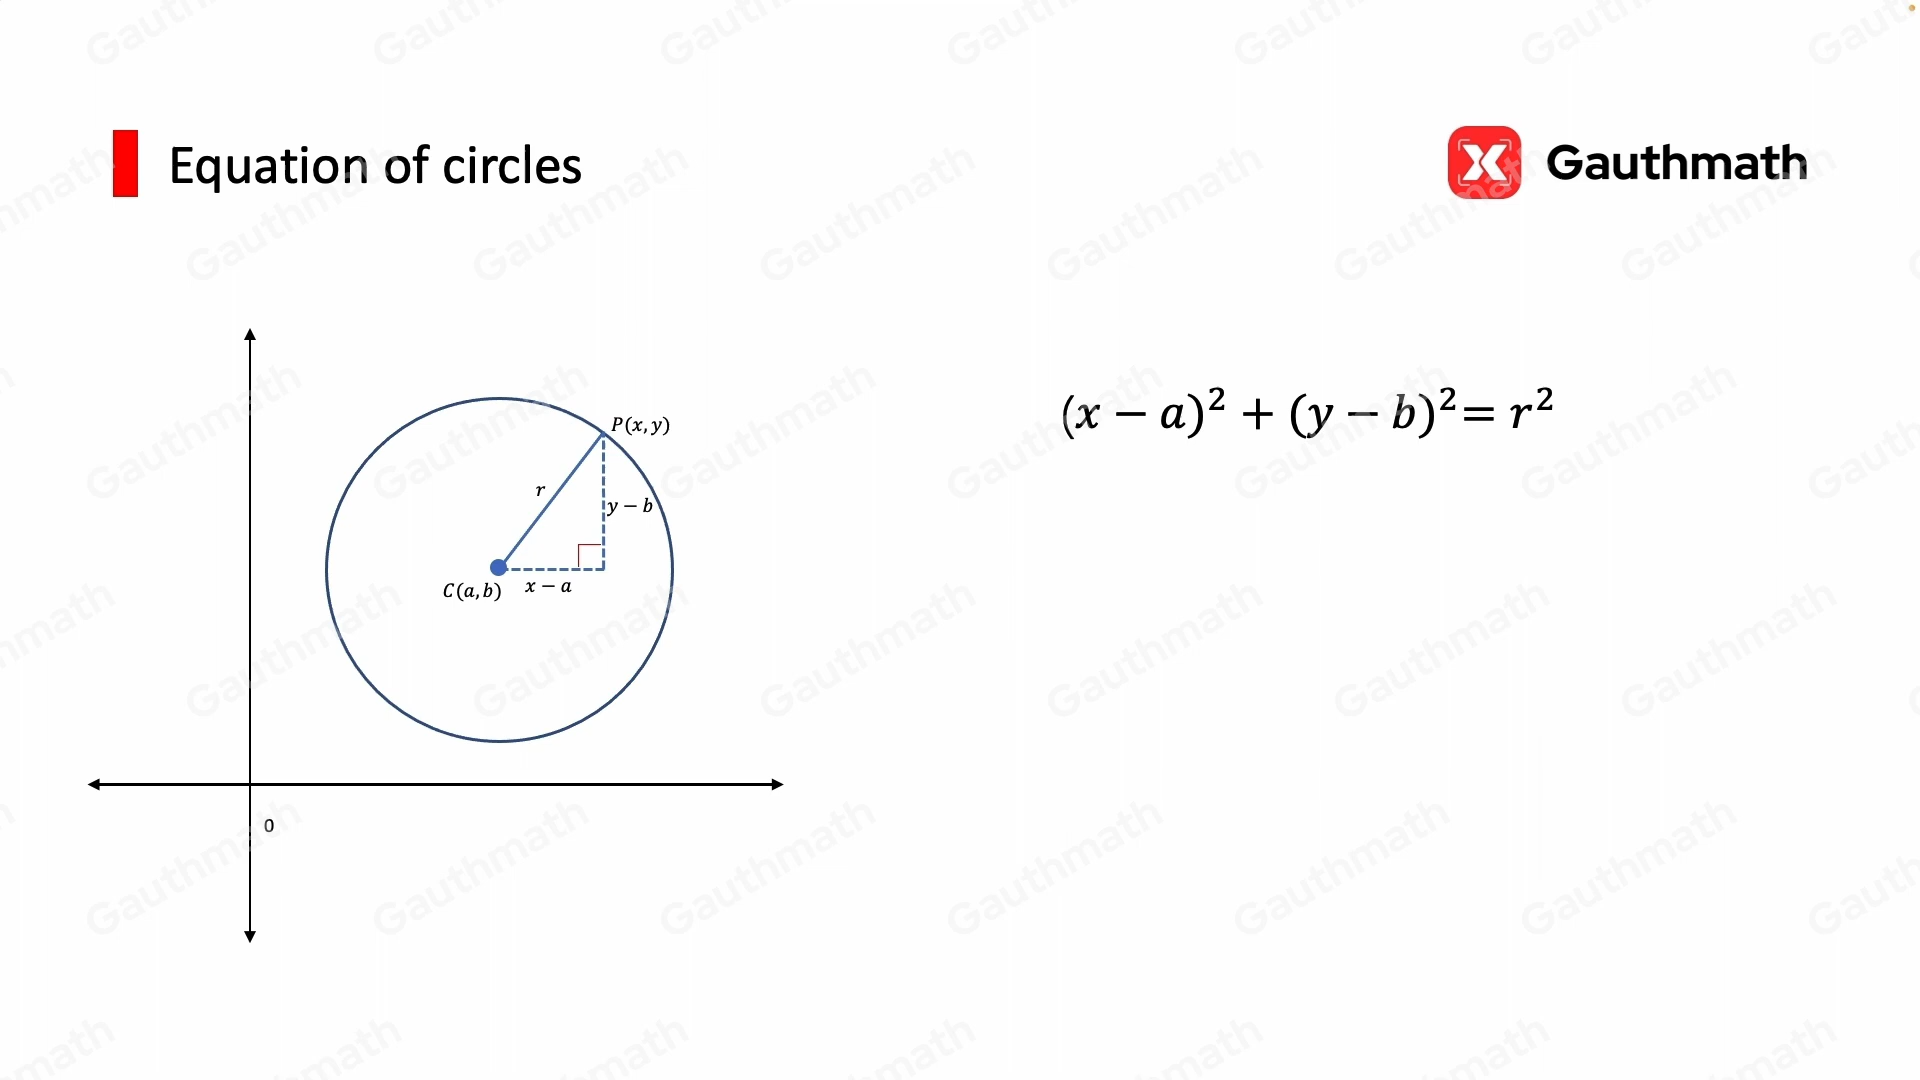 Equation of circles
Gauthmath
P(x, y)
r
y − b
C(a, b)
x − a
0
(x − a)² + (y − b)² = r²